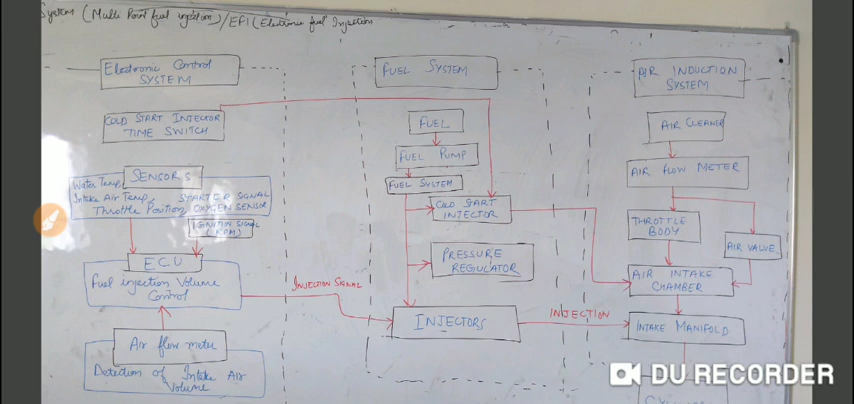 System (Multi Point fuel injection)/EFI (Electronic fuel Injection
Electronic Control
SYSTEM
COLD START INJECTOR
TIME SWITCH
SENSORS
Water Temp,
Intake Air Temp,
Throttle Position,
STARTER SIGNAL
OXYGEN SENSOR
IGNITION SIGNAL
(RPM)
ECU
Fuel injection Volume
Control
Air flow meter
Detection of Intake Air
Volume
INJECTION SIGNAL
FUEL SYSTEM
FUEL
FUEL PUMP
FUEL SYSTEM
COLD START
INJECTOR
PRESSURE
REGULATOR
INJECTORS
INJECTION
AIR INDUCTION
SYSTEM
AIR CLEANER
AIR FLOW METER
THROTTLE
BODY
AIR VALVE
AIR INTAKE
CHAMBER
INTAKE MANIFOLD
DU RECORDER